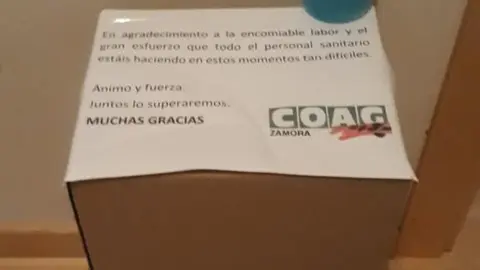 En agradecimiento a la encomiable labor y el
gran esfuerzo que todo el personal sanitario
estáis haciendo en estos momentos tan difíciles.
Animo y fuerza.
Juntos lo superaremos.
MUCHAS GRACIAS
COAG
ZAMORA